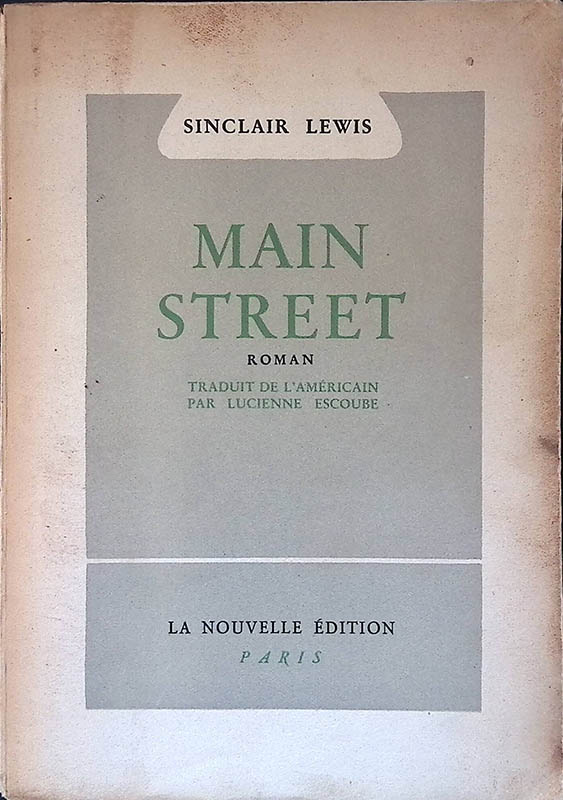 SINCLAIR LEWIS
MAIN
STREET
ROMAN
TRADUIT DE L'AMÉRICAIN
PAR LUCIENNE ESCOUBE
LA NOUVELLE ÉDITION
PARIS